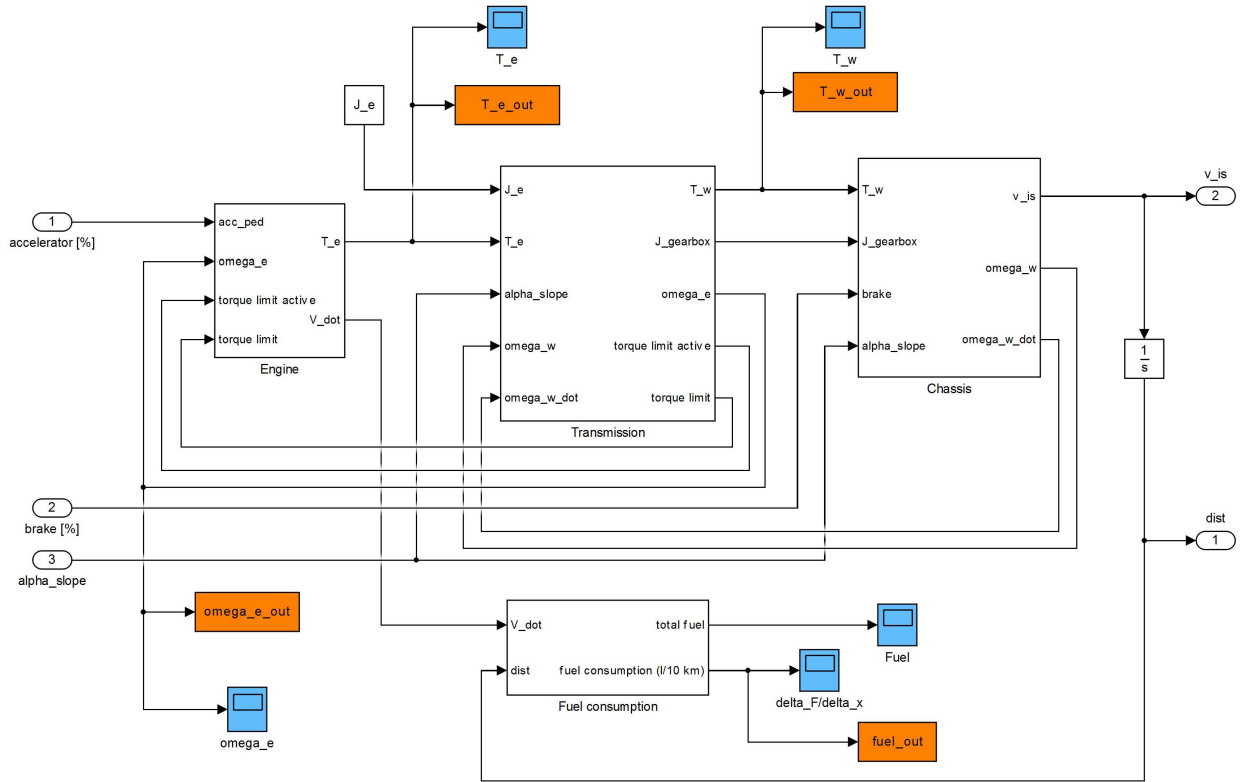 T_e
T_w
J_e
T_e_out
T_w_out
J_e
T_e
alpha_slope
omega_w
omega_w_dot
T_w
J_gearbox
omega_e
torque limit active
torque limit
Transmission
T_w
J_gearbox
brake
alpha_slope
v_is
omega_w
omega_w_dot
Chassis
v_is
2
1
accelerator [%]
acc_ped
omega_e
torque limit active
torque limit
T_e
V_dot
Engine
1
s
2
brake [%]
3
alpha_slope
dist
1
omega_e_out
omega_e
V_dot
dist
total fuel
fuel consumption (l/10 km)
Fuel consumption
Fuel
delta_F/delta_x
fuel_out